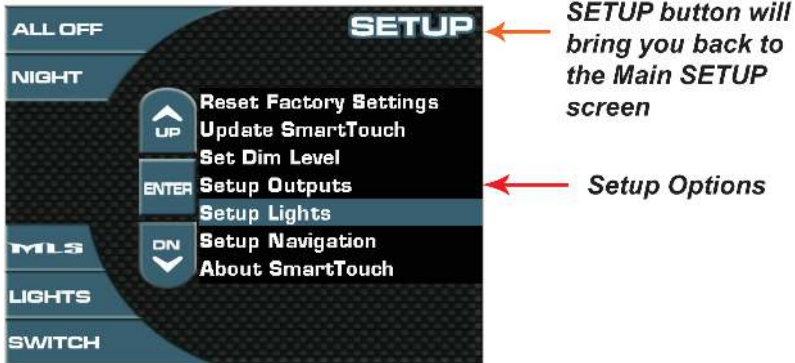 ALL OFF
SETUP
NIGHT
UP
ENTER
DN
Reset Factory Settings
Update SmartTouch
Set Dim Level
Setup Outputs
Setup Lights
Setup Navigation
About SmartTouch
MLS
LIGHTS
SWITCH
SETUP button will
bring you back to
the Main SETUP
screen
Setup Options